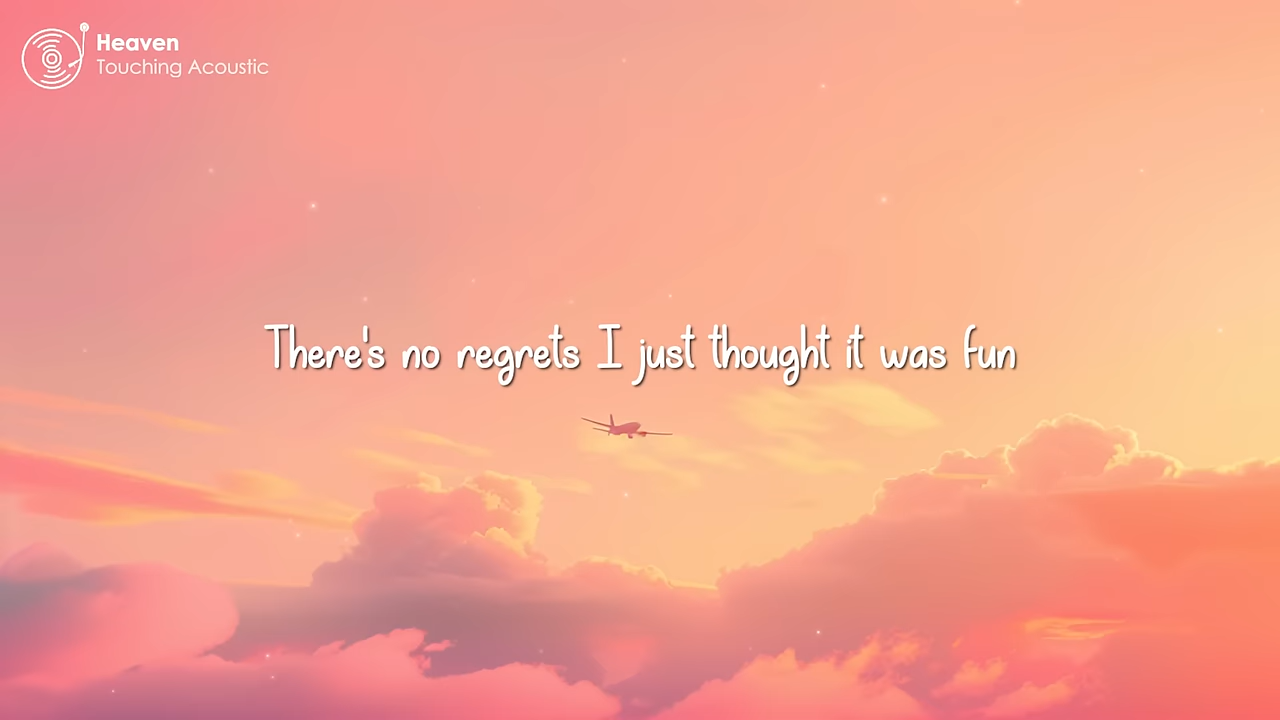 Heaven
Touching Acoustic
There's no regrets I just thought it was fun